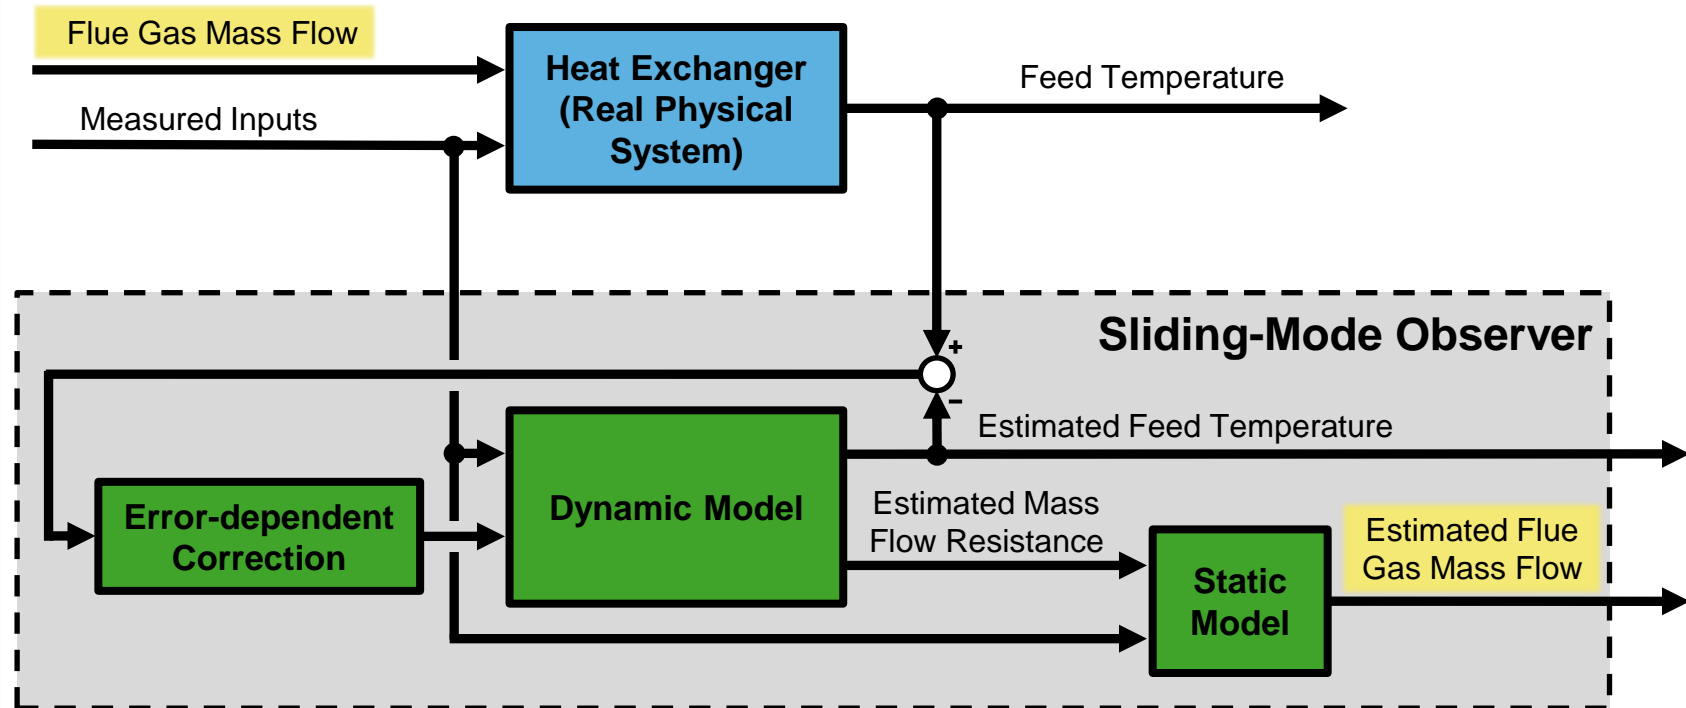 Flue Gas Mass Flow
Measured Inputs
Heat Exchanger
(Real Physical
System)
Feed Temperature
Sliding-Mode Observer
+
−
Estimated Feed Temperature
Error-dependent
Correction
Dynamic Model
Estimated Mass
Flow Resistance
Static
Model
Estimated Flue
Gas Mass Flow